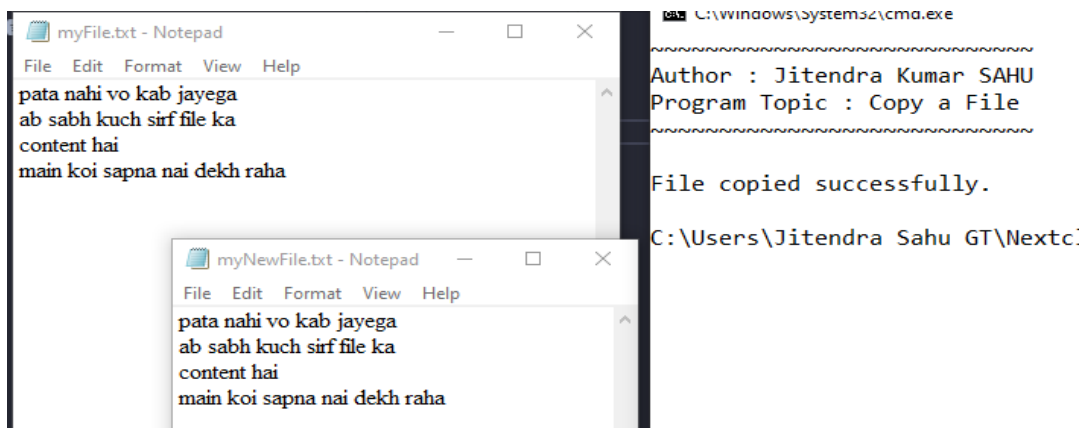 myFile.txt - Notepad
File Edit Format View Help
pata nahi vo kab jayega
ab sabh kuch sirf file ka
content hai
main koi sapna nai dekh raha
myNewFile.txt - Notepad
File Edit Format View Help
pata nahi vo kab jayega
ab sabh kuch sirf file ka
content hai
main koi sapna nai dekh raha
C:\Windows\System32\cmd.exe
~~~~~~~~~~~~~~~~~~~~~~~~~~~~
Author : Jitendra Kumar SAHU
Program Topic : Copy a File
~~~~~~~~~~~~~~~~~~~~~~~~~~~~
File copied successfully.
C:\Users\Jitendra Sahu GT\Nextcl